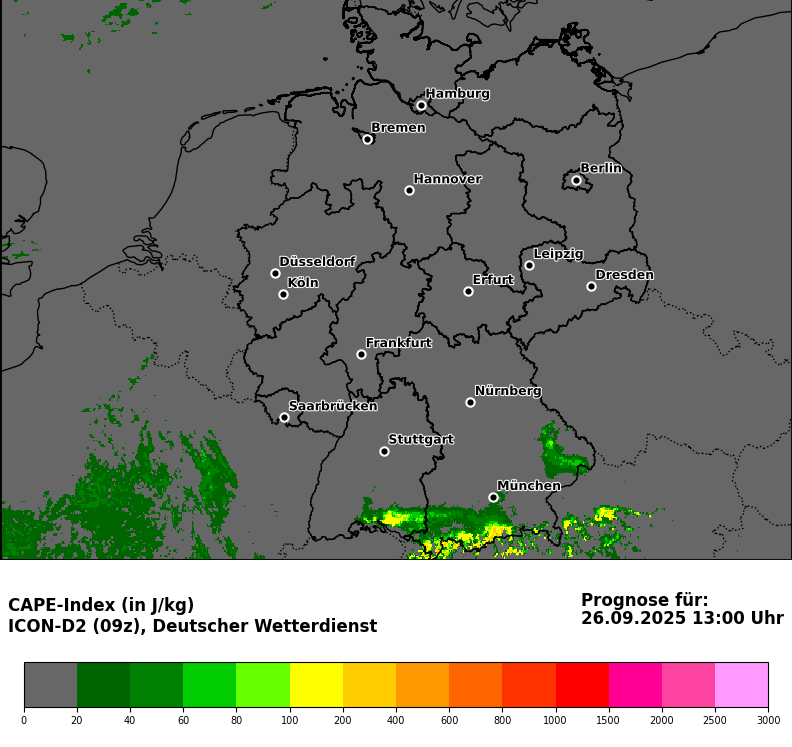 Hamburg
Bremen
Berlin
Hannover
Leipzig
Düsseldorf
Dresden
Köln
Erfurt
Frankfurt
Nürnberg
Saarbrücken
Stuttgart
München
CAPE-Index (in J/kg)
ICON-D2 (09z), Deutscher Wetterdienst
Prognose für:
26.09.2025 13:00 Uhr
0 20 40 60 80 100 200 400 600 800 1000 1500 2000 2500 3000